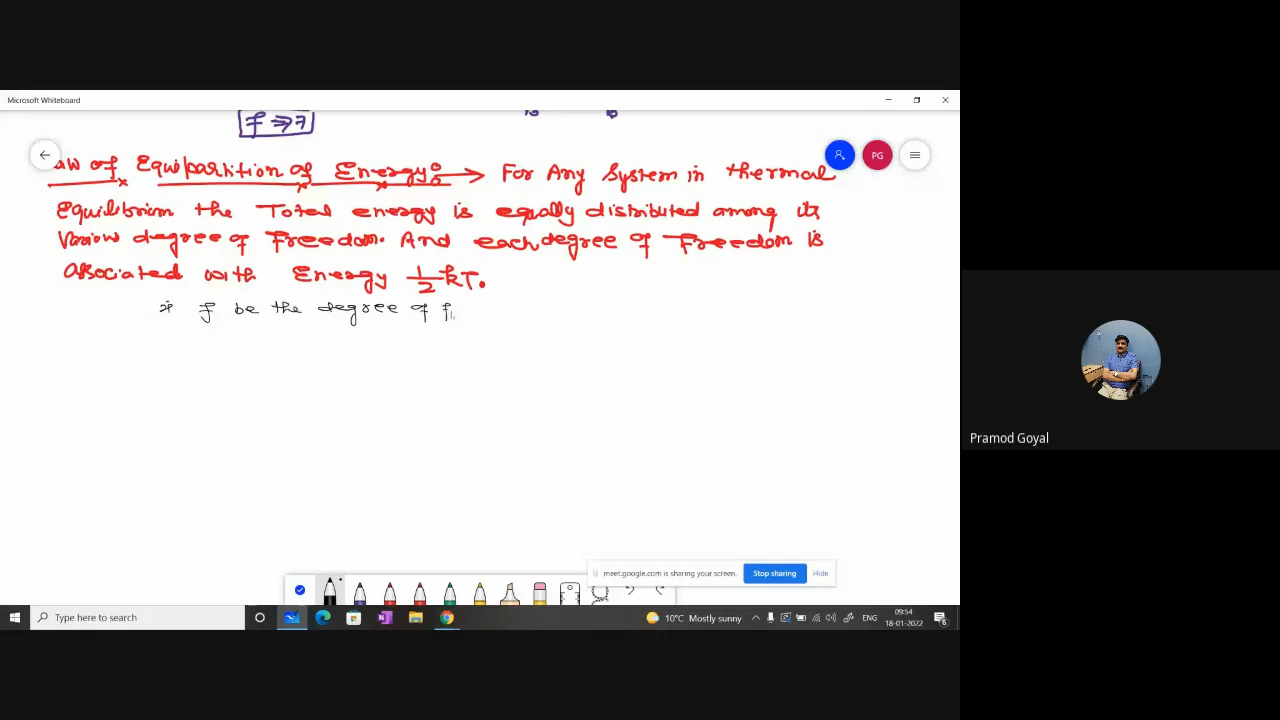 Microsoft Whiteboard
f ⇒ 7
Law of Equipartition of Energy: → For Any System in thermal
Equilibrium the Total energy is equally distributed among its
Various degree of Freedom. And each degree of Freedom is
associated with Energy 1/2 kT.
* f be the degree of f
PG
Pramod Goyal
meet.google.com is sharing your screen.
Stop sharing
Hide
Type here to search
10°C Mostly sunny
ENG
09:54
18-01-2022
6